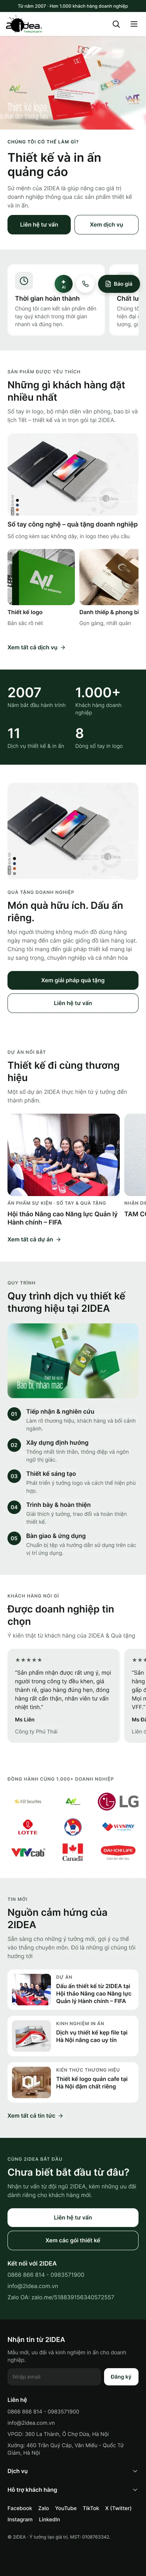 Từ năm 2007 · Hơn 1.000 khách hàng doanh nghiệp
2idea.
CHÚNG TÔI CÓ THỂ LÀM GÌ?
Thiết kế và in ấn
quảng cáo
Sứ mệnh của 2IDEA là giúp nâng cao giá trị
doanh nghiệp thông qua các sản phẩm thiết kế
và in ấn.
Liên hệ tư vấn
Xem dịch vụ
AI
Báo giá
Thời gian hoàn thành
Chúng tôi cam kết sản phẩm đến
tay quý khách trong thời gian
nhanh và đúng hẹn.
SẢN PHẨM ĐƯỢC YÊU THÍCH
Những gì khách hàng đặt
nhiều nhất
Sổ tay in logo, bộ nhận diện văn phòng, bao bì và
lịch Tết – thiết kế và in trọn gói tại 2IDEA.
Sổ tay công nghệ – quà tặng doanh nghiệp
Sổ còng kèm sạc không dây, in logo theo yêu cầu
Thiết kế logo
Bản sắc rõ nét
Danh thiếp & phong bì
Gọn gàng, nhất quán
Xem tất cả dịch vụ →
2007
Năm bắt đầu hành trình
1.000+
Khách hàng doanh
nghiệp
11
Dịch vụ thiết kế & in ấn
8
Dòng sổ tay in logo
QUÀ TẶNG DOANH NGHIỆP
Món quà hữu ích. Dấu ấn
riêng.
Mọi người thường không muốn đồ dùng hàng
ngày mang đến cảm giác giống đồ làm hàng loạt.
Chúng tôi mang đến giải pháp thiết kế mang lại
sự sang trọng, chuyên nghiệp và cá nhân hóa.
Xem giải pháp quà tặng
Liên hệ tư vấn
DỰ ÁN NỔI BẬT
Thiết kế đi cùng thương
hiệu
Một số dự án 2IDEA thực hiện từ ý tưởng đến
thành phẩm.
ẤN PHẨM SỰ KIỆN · SỔ TAY & QUÀ TẶNG
Hội thảo Nâng cao Năng lực Quản lý
Hành chính – FIFA
Xem tất cả dự án →
QUY TRÌNH
Quy trình dịch vụ thiết kế
thương hiệu tại 2IDEA
01
Tiếp nhận & nghiên cứu
Làm rõ thương hiệu, khách hàng và bối cảnh
ngành.
02
Xây dựng định hướng
Thống nhất tinh thần, thông điệp và ngôn
ngữ thị giác.
03
Thiết kế sáng tạo
Phát triển ý tưởng logo và cách thể hiện phù
hợp.
04
Trình bày & hoàn thiện
Giải thích ý tưởng, trao đổi và hoàn thiện
thiết kế.
05
Bàn giao & ứng dụng
Chuẩn bị tệp và hướng dẫn sử dụng trên các
vị trí ứng dụng.
KHÁCH HÀNG NÓI GÌ
Được doanh nghiệp tin
chọn
Ý kiến thật từ khách hàng của 2IDEA & Quà tặng
★★★★★
“Sản phẩm nhận được rất ưng ý, mọi
người trong công ty đều khen, giá
thành rẻ, giao hàng đúng hẹn, đóng
hàng rất cẩn thận, nhân viên tư vấn
nhiệt tình.”
Ms Liên
Công ty Phú Thái
ĐỒNG HÀNH CÙNG 1.000+ DOANH NGHIỆP
LG
LOTTE
VTVcab
Canadä
DAI-ICHI LIFE
TIN MỚI
Nguồn cảm hứng của
2IDEA
Sẵn sàng cho những ý tưởng mới, gợi ý cho thiết
kế và trào lưu thiết kế. Đó là những gì chúng tôi
hướng tới
DỰ ÁN
Dấu ấn thiết kế từ 2IDEA tại
Hội thảo Nâng cao Năng lực
Quản lý Hành chính – FIFA
KINH NGHIỆM IN ẤN
Dịch vụ thiết kế kẹp file tại
Hà Nội nâng cao uy tín
KIẾN THỨC THƯƠNG HIỆU
Thiết kế logo quán cafe tại
Hà Nội đậm chất riêng
Xem tất cả tin tức →
CÙNG 2IDEA BẮT ĐẦU
Chưa biết bắt đầu từ đâu?
Nhận tư vấn từ đội ngũ 2IDEA, kèm những ưu đãi
dành riêng cho khách hàng mới.
Liên hệ tư vấn
Xem các gói thiết kế
Kết nối với 2IDEA
0866 866 814 - 0983571900
info@2idea.com.vn
Zalo OA: zalo.me/518839156340572557
Nhận tin từ 2IDEA
Mẫu mới, ưu đãi và kinh nghiệm in ấn cho doanh
nghiệp.
Nhập email
Đăng ký
Liên hệ
0866 866 814 - 0983571900
info@2idea.com.vn
VPGD: 360 La Thành, Ô Chợ Dừa, Hà Nội
Xưởng: 460 Trần Quý Cáp, Văn Miếu - Quốc Tử
Giám, Hà Nội
Dịch vụ
Hỗ trợ khách hàng
Facebook Zalo YouTube TikTok X (Twitter)
Instagram LinkedIn
© 2IDEA · Ý tưởng tạo giá trị. MST: 0108763342.